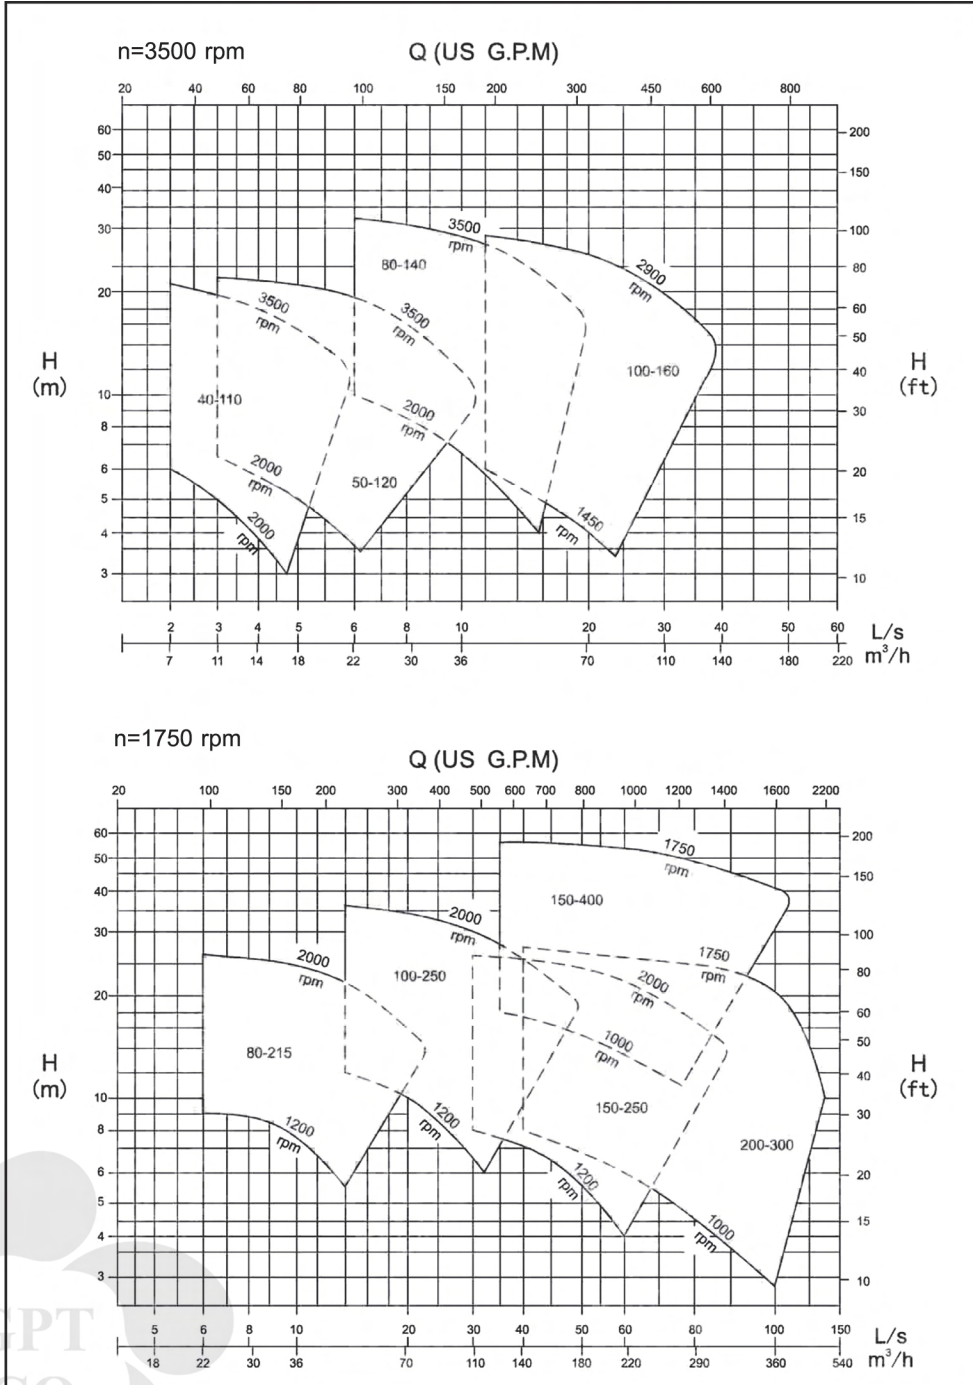 n=3500 rpm
Q (US G.P.M)
20 40 60 80 100 150 200 300 450 600 800
60 50 40 30 20 10 8 6 5 4 3
H
(m)
200 150 100 80 60 50 40 30 20 15 10
H
(ft)
3500
rpm
80-140
2900
rpm
3500
rpm
3500
rpm
100-160
40-110
2000
rpm
2000
rpm
50-120
2000
rpm
1450
rpm
2 3 4 5 6 8 10 20 30 40 50 60 L/s
7 11 14 18 22 30 36 70 110 140 180 220 m³/h
n=1750 rpm
Q (US G.P.M)
20 100 150 200 300 400 500 600 700 800 1000 1200 1400 1600 2200
60 50 40 30 20 10 8 6 5 4 3
H
(m)
200 150 100 80 60 50 40 30 20 15 10
H
(ft)
1750
rpm
150-400
2000
rpm
2000
rpm
100-250
1750
rpm
2000
rpm
1000
rpm
80-215
150-250
1200
rpm
1200
rpm
200-300
1200
rpm
1000
rpm
5 6 8 10 20 30 40 50 60 80 100 150 L/s
18 22 30 36 70 110 140 180 220 290 360 540 m³/h
GPT
CO